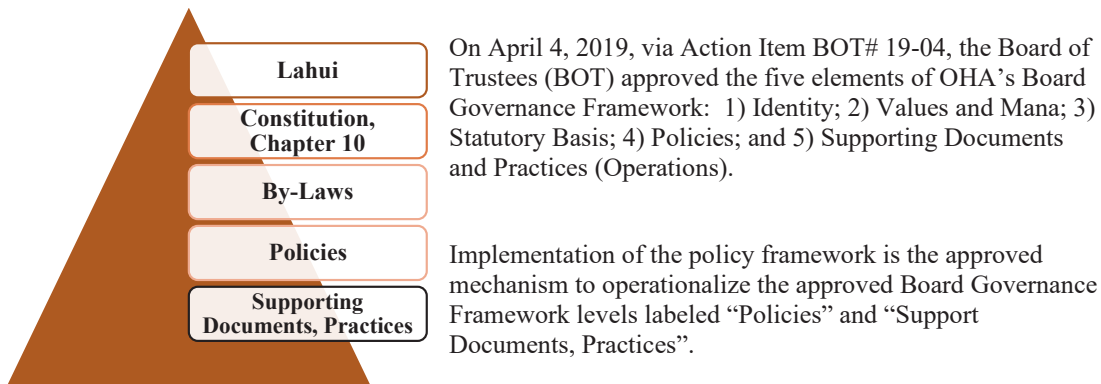 Lahui
Constitution,
Chapter 10
By-Laws
Policies
Supporting
Documents, Practices
On April 4, 2019, via Action Item BOT# 19-04, the Board of
Trustees (BOT) approved the five elements of OHA’s Board
Governance Framework:  1) Identity; 2) Values and Mana; 3)
Statutory Basis; 4) Policies; and 5) Supporting Documents
and Practices (Operations).
Implementation of the policy framework is the approved
mechanism to operationalize the approved Board Governance
Framework levels labeled “Policies” and “Support
Documents, Practices”.